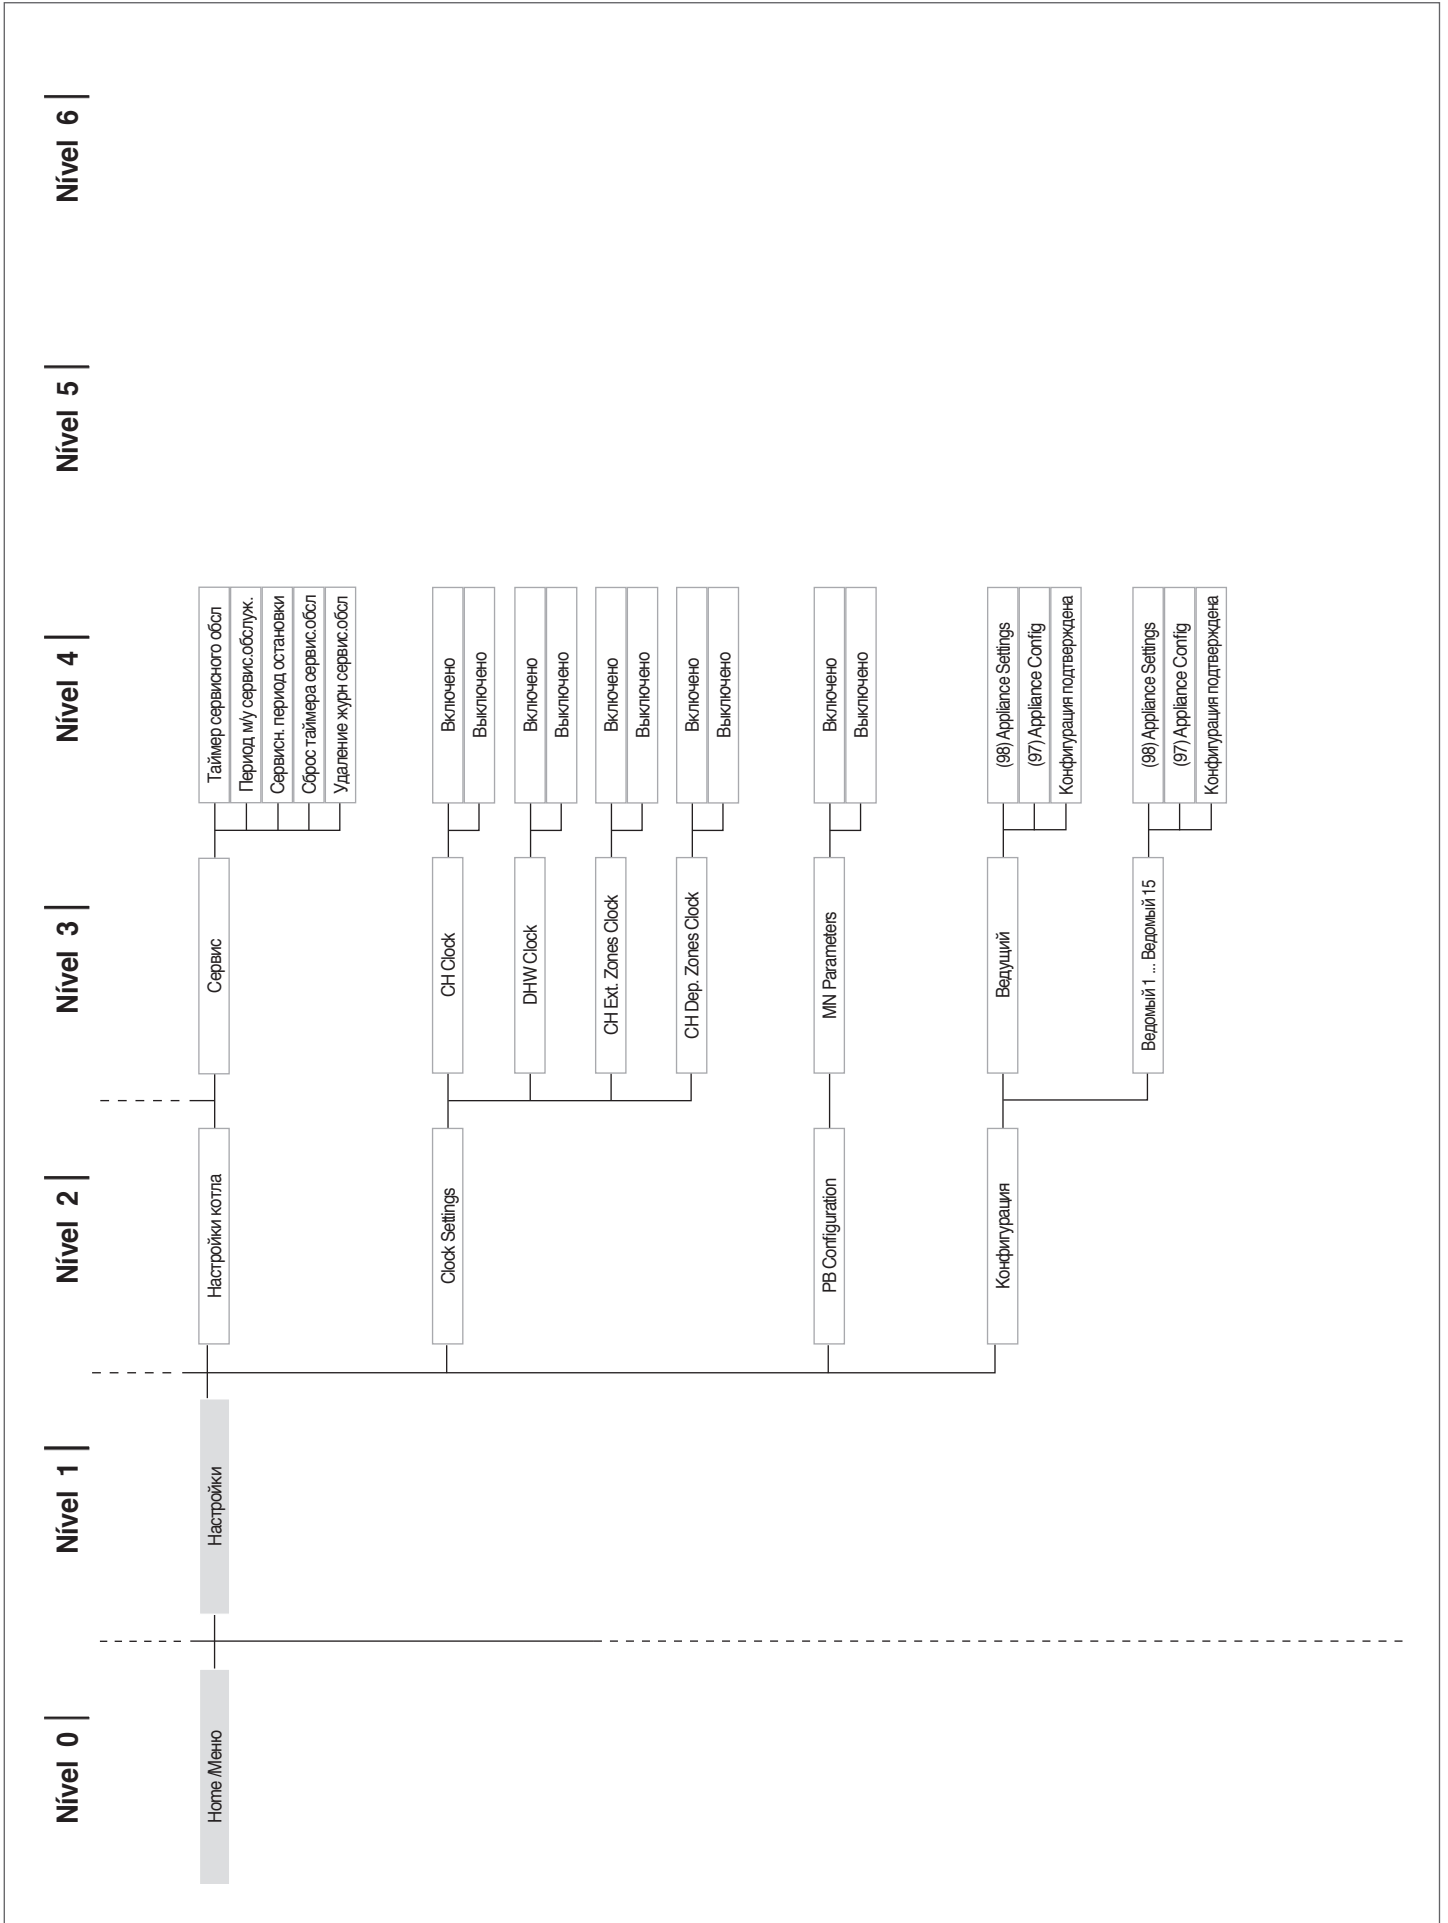 Nível 0
Nível 1
Nível 2
Nível 3
Nível 4
Nível 5
Nível 6
Home /Меню
Настройки
Настройки котла
Сервис
Таймер сервисного обсл
Период м/у сервис.обслуж.
Сервисн. период остановки
Сброс таймера сервис.обсл
Удаление журн сервис.обсл
Clock Settings
CH Clock
Включено
Выключено
DHW Clock
Включено
Выключено
CH Ext. Zones Clock
Включено
Выключено
CH Dep. Zones Clock
Включено
Выключено
PB Configuration
MN Parameters
Включено
Выключено
Конфигурация
Ведущий
(98) Appliance Settings
(97) Appliance Config
Конфигурация подтверждена
Ведомый 1 ... Ведомый 15
(98) Appliance Settings
(97) Appliance Config
Конфигурация подтверждена